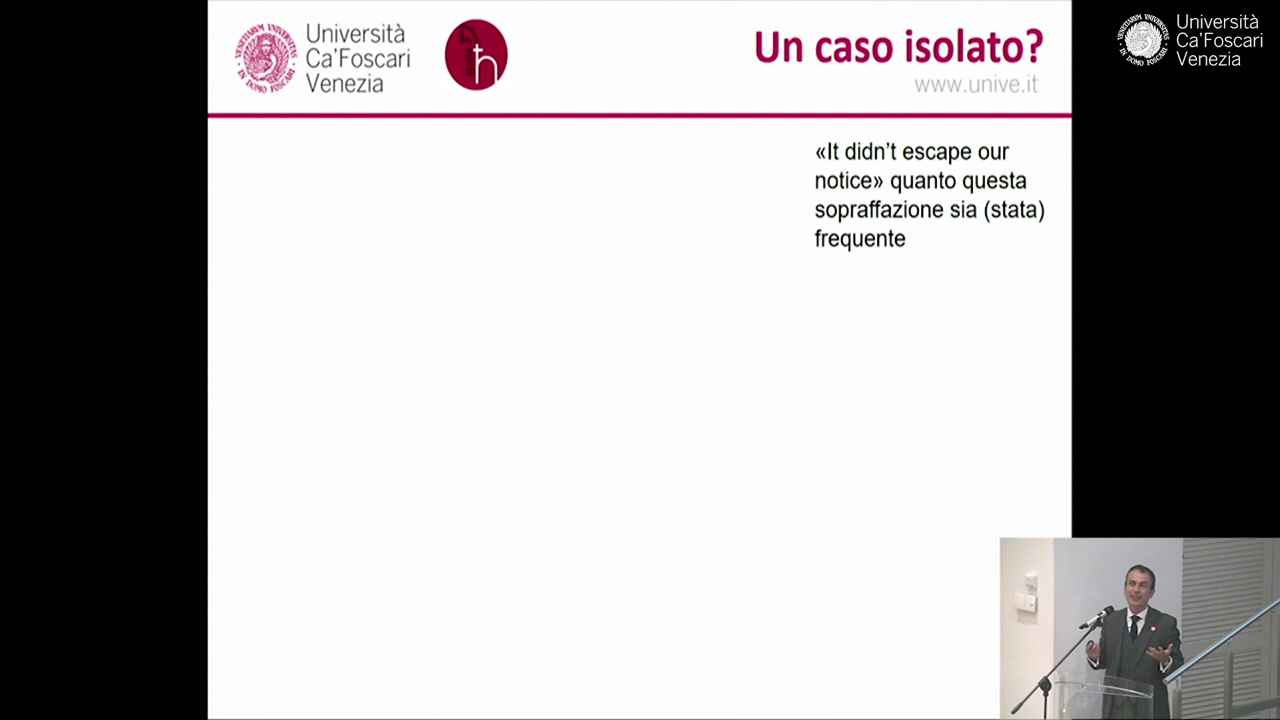 Università
Ca'Foscari
Venezia
Un caso isolato?
www.unive.it
«It didn't escape our
notice» quanto questa
sopraffazione sia (stata)
frequente
Università
Ca'Foscari
Venezia